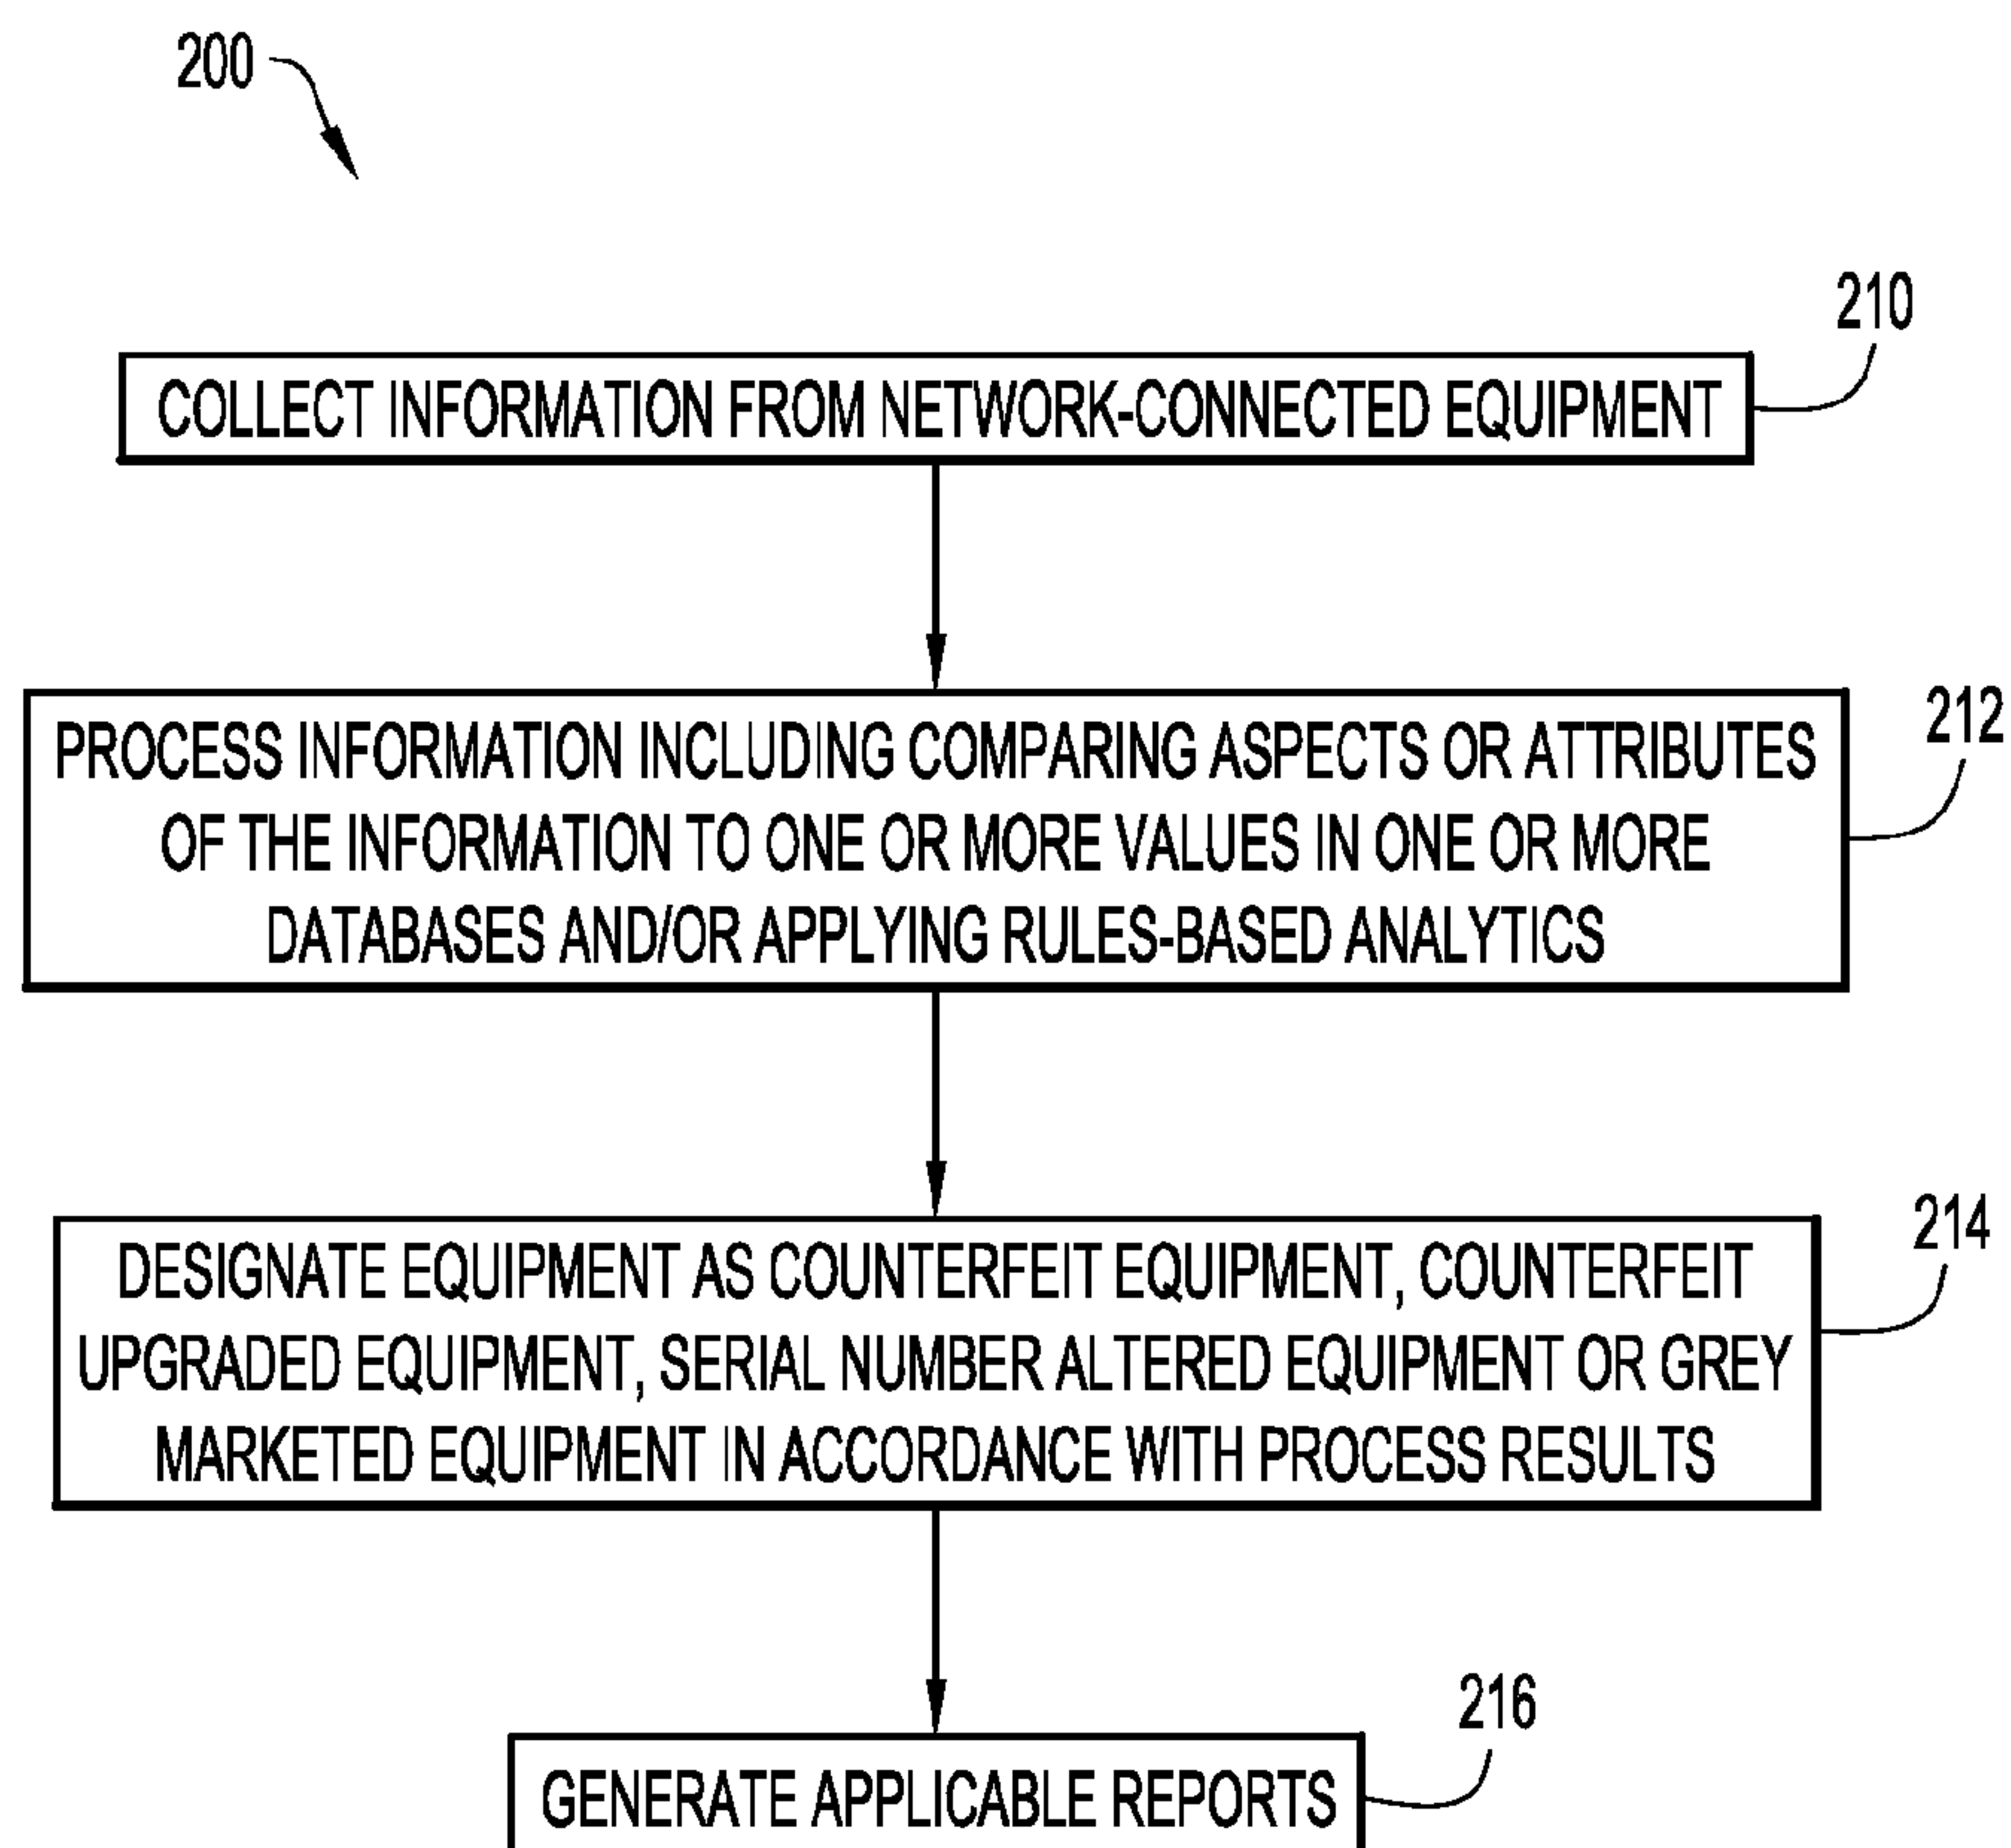 200
210
COLLECT INFORMATION FROM NETWORK-CONNECTED EQUIPMENT
212
PROCESS INFORMATION INCLUDING COMPARING ASPECTS OR ATTRIBUTES
OF THE INFORMATION TO ONE OR MORE VALUES IN ONE OR MORE
DATABASES AND/OR APPLYING RULES-BASED ANALYTICS
214
DESIGNATE EQUIPMENT AS COUNTERFEIT EQUIPMENT, COUNTERFEIT
UPGRADED EQUIPMENT, SERIAL NUMBER ALTERED EQUIPMENT OR GREY
MARKETED EQUIPMENT IN ACCORDANCE WITH PROCESS RESULTS
216
GENERATE APPLICABLE REPORTS